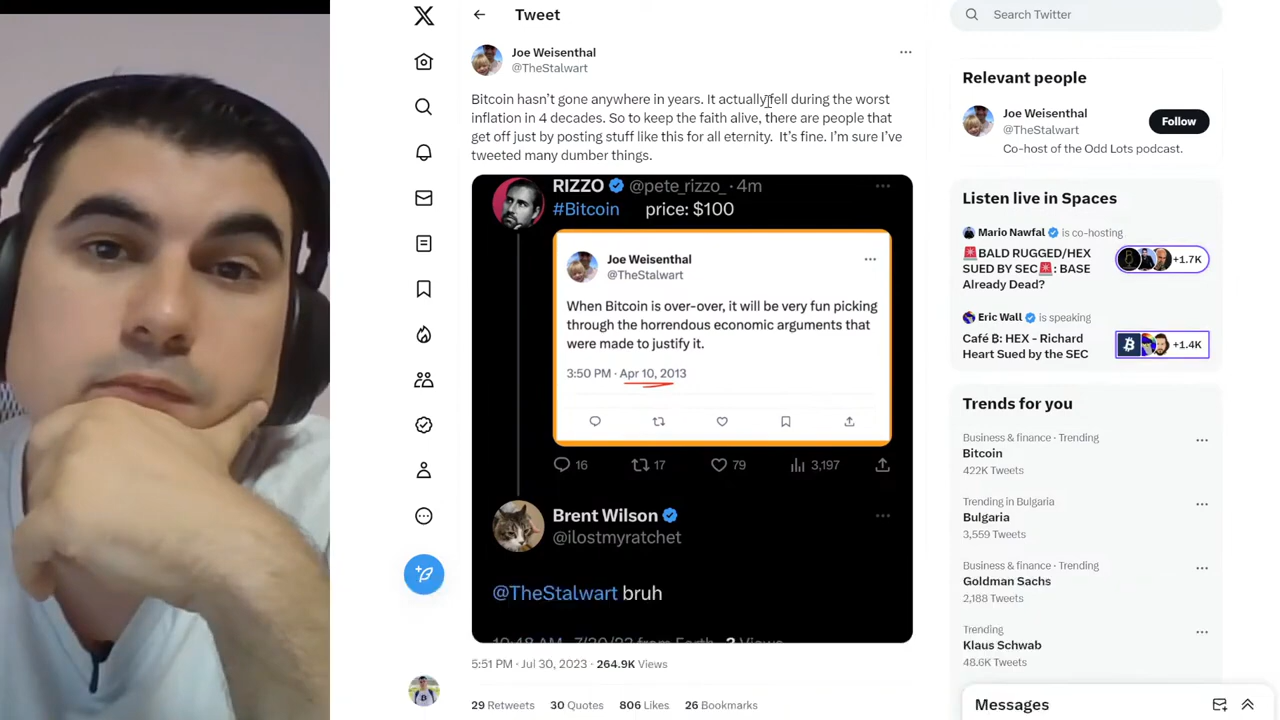 Tweet
Search Twitter
Joe Weisenthal
@TheStalwart
Bitcoin hasn’t gone anywhere in years. It actually fell during the worst
inflation in 4 decades. So to keep the faith alive, there are people that
get off just by posting stuff like this for all eternity.  It’s fine. I’m sure I’ve
tweeted many dumber things.
RIZZO @pete_rizzo_ · 4m
#Bitcoin price: $100
Joe Weisenthal
@TheStalwart
When Bitcoin is over-over, it will be very fun picking
through the horrendous economic arguments that
were made to justify it.
3:50 PM · Apr 10, 2013
16 17 79 3,197
Brent Wilson
@ilostmyratchet
@TheStalwart bruh
5:51 PM · Jul 30, 2023 · 264.9K Views
29 Retweets 30 Quotes 806 Likes 26 Bookmarks
Relevant people
Joe Weisenthal
@TheStalwart
Follow
Co-host of the Odd Lots podcast.
Listen live in Spaces
Mario Nawfal is co-hosting
🚨BALD RUGGED/HEX
SUED BY SEC🚨: BASE
Already Dead?
+1.7K
Eric Wall is speaking
Café ₿: HEX - Richard
Heart Sued by the SEC
+1.4K
Trends for you
Business & finance · Trending
Bitcoin
422K Tweets
Trending in Bulgaria
Bulgaria
3,559 Tweets
Business & finance · Trending
Goldman Sachs
2,188 Tweets
Trending
Klaus Schwab
48.6K Tweets
Messages